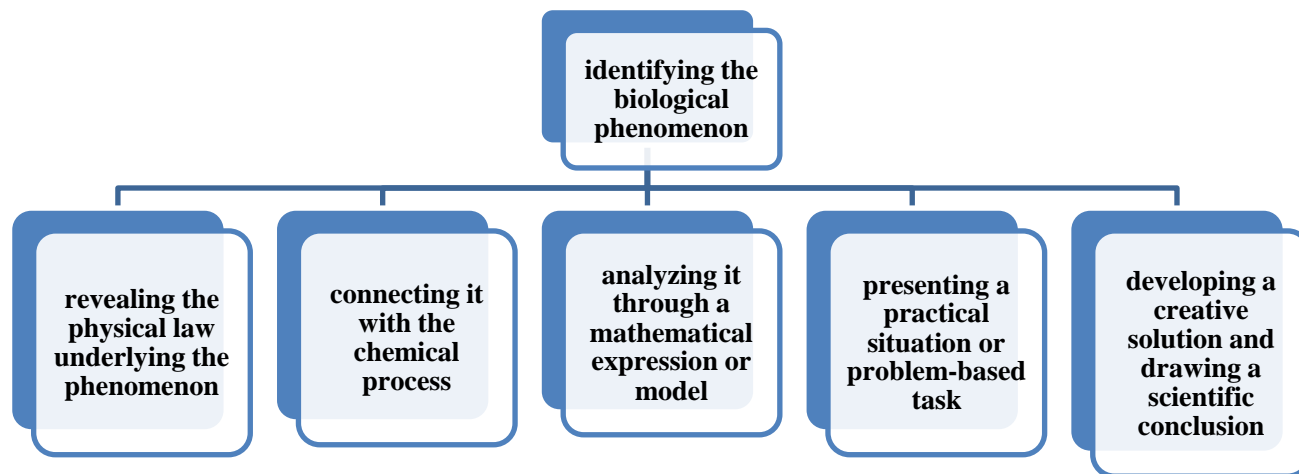 identifying the
biological
phenomenon
revealing the
physical law
underlying the
phenomenon
connecting it
with the
chemical
process
analyzing it
through a
mathematical
expression or
model
presenting a
practical
situation or
problem-based
task
developing a
creative
solution and
drawing a
scientific
conclusion